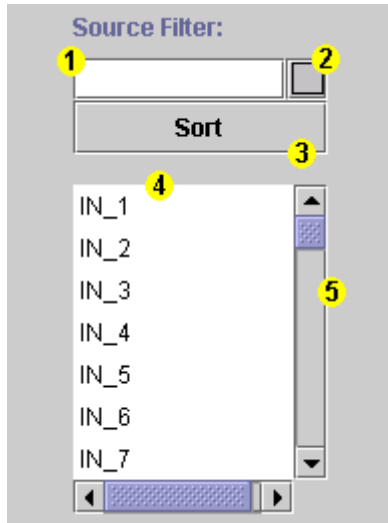 Source Filter:
1 2
Sort
3
4
IN_1
IN_2
IN_3
5
IN_4
IN_5
IN_6
IN_7